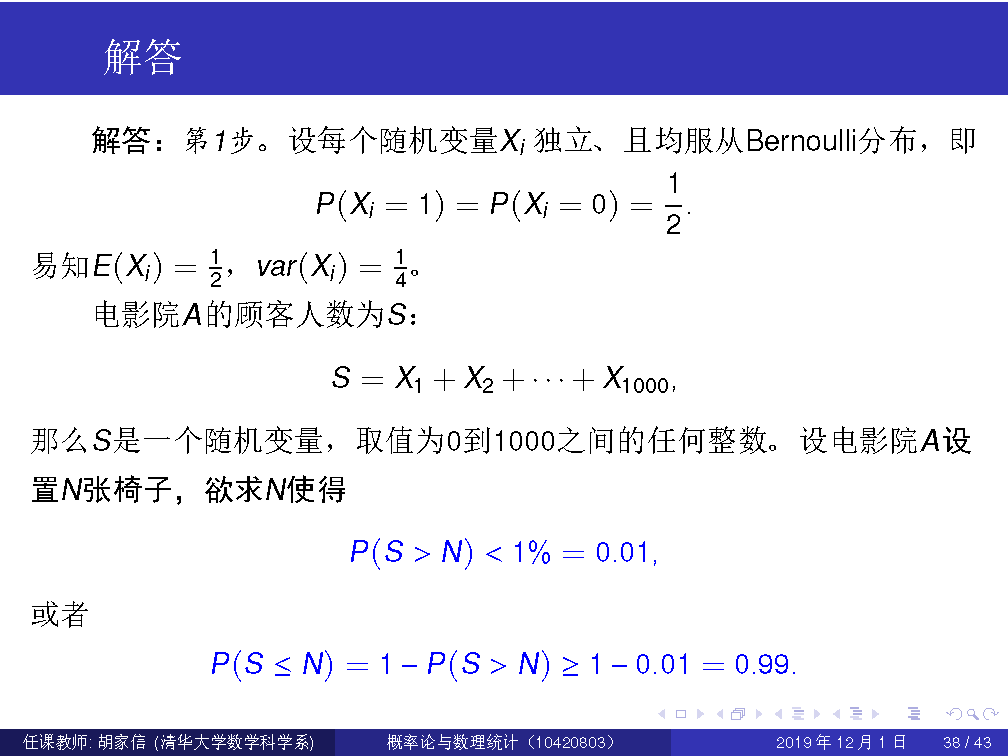 解答
解答：第1步。设每个随机变量Xᵢ 独立、且均服从Bernoulli分布，即
P(Xᵢ = 1) = P(Xᵢ = 0) = 1/2.
易知E(Xᵢ) = 1/2，var(Xᵢ) = 1/4。
电影院A的顾客人数为S：
S = X₁ + X₂ + ··· + X₁₀₀₀,
那么S是一个随机变量，取值为0到1000之间的任何整数。设电影院A设
置N张椅子，欲求N使得
P(S > N) < 1% = 0.01,
或者
P(S ≤ N) = 1 − P(S > N) ≥ 1 − 0.01 = 0.99.
任课教师: 胡家信 (清华大学数学科学系) 概率论与数理统计（10420803） 2019 年 12 月 1 日 38 / 43